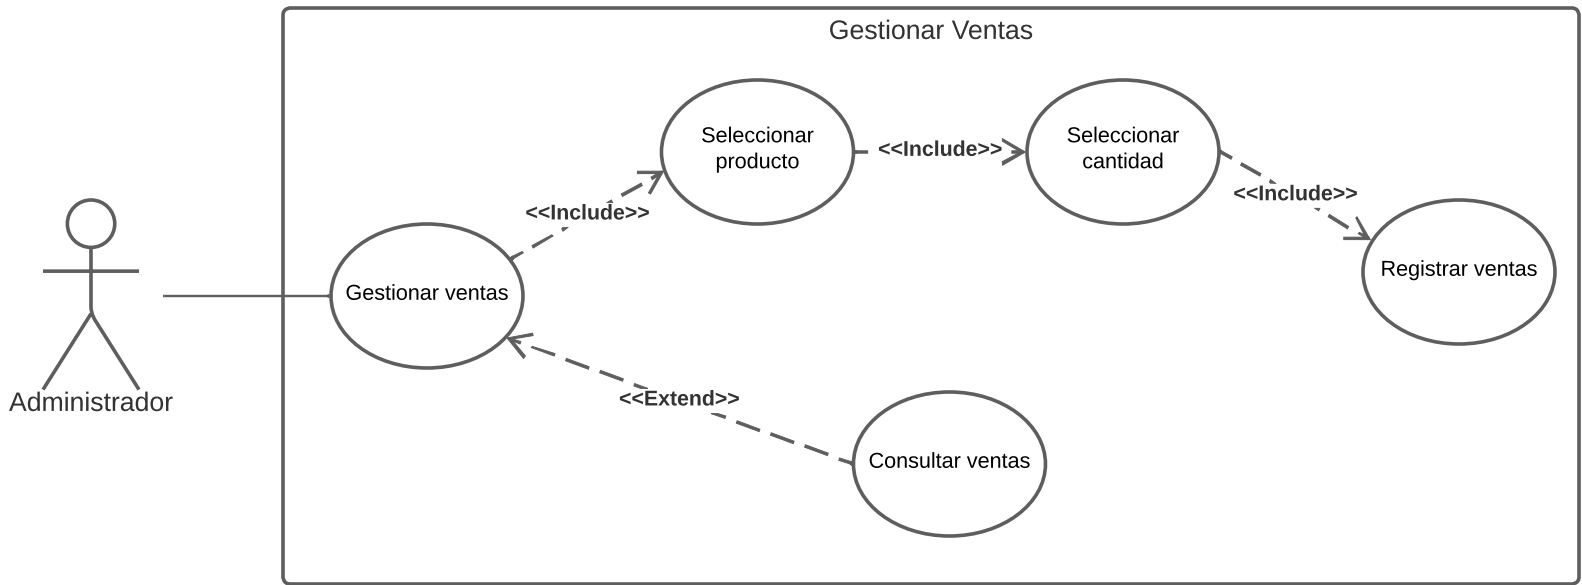 Gestionar Ventas
Seleccionar
producto
<<Include>>
Seleccionar
cantidad
<<Include>>
<<Include>>
Registrar ventas
Gestionar ventas
Administrador
<<Extend>>
Consultar ventas